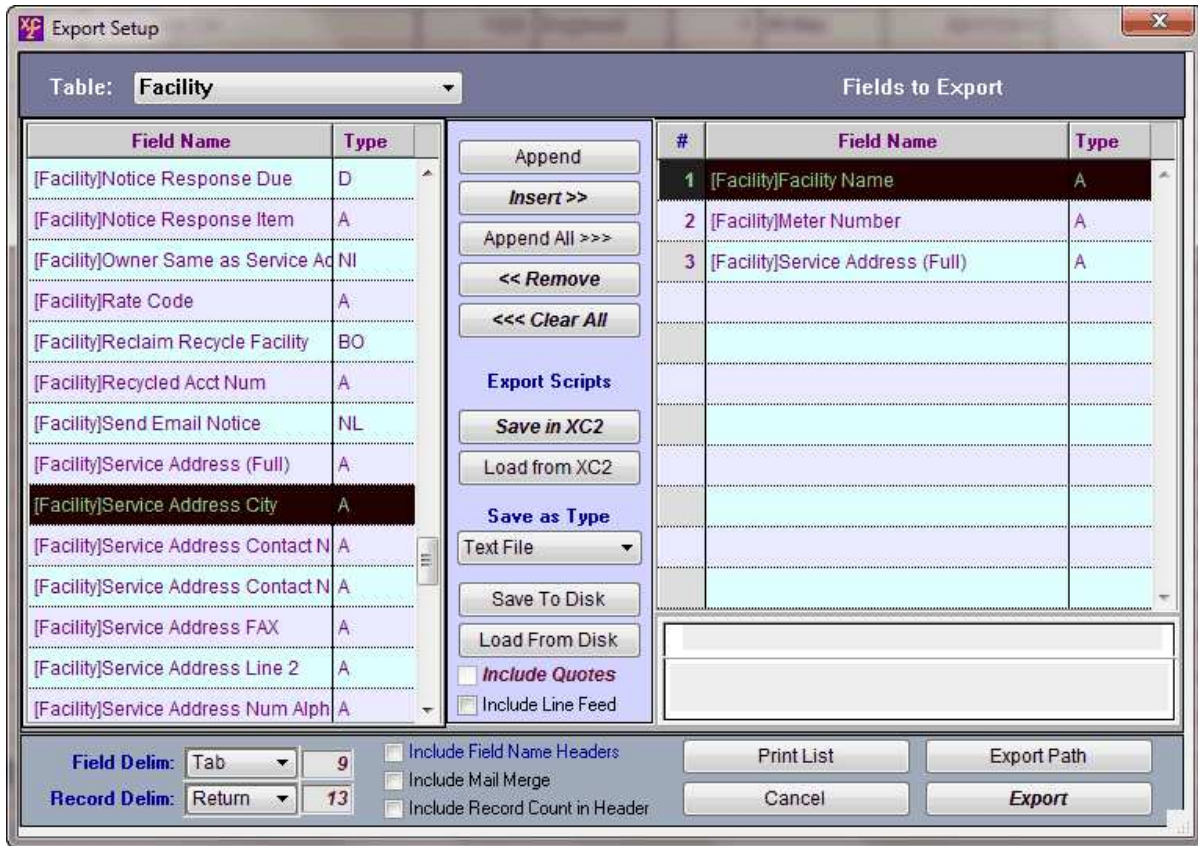 Export Setup
Table: Facility
Fields to Export
Field Name Type
[Facility]Notice Response Due D
[Facility]Notice Response Item A
[Facility]Owner Same as Service Ac NI
[Facility]Rate Code A
[Facility]Reclaim Recycle Facility BO
[Facility]Recycled Acct Num A
[Facility]Send Email Notice NL
[Facility]Service Address (Full) A
[Facility]Service Address City A
[Facility]Service Address Contact N A
[Facility]Service Address Contact N A
[Facility]Service Address FAX A
[Facility]Service Address Line 2 A
[Facility]Service Address Num Alph A
Append
Insert >>
Append All >>>
<< Remove
<<< Clear All
Export Scripts
Save in XC2
Load from XC2
Save as Type
Text File
Save To Disk
Load From Disk
Include Quotes
Include Line Feed
# Field Name Type
1 [Facility]Facility Name A
2 [Facility]Meter Number A
3 [Facility]Service Address (Full) A
Field Delim: Tab 9
Record Delim: Return 13
Include Field Name Headers
Include Mail Merge
Include Record Count in Header
Print List
Export Path
Cancel
Export